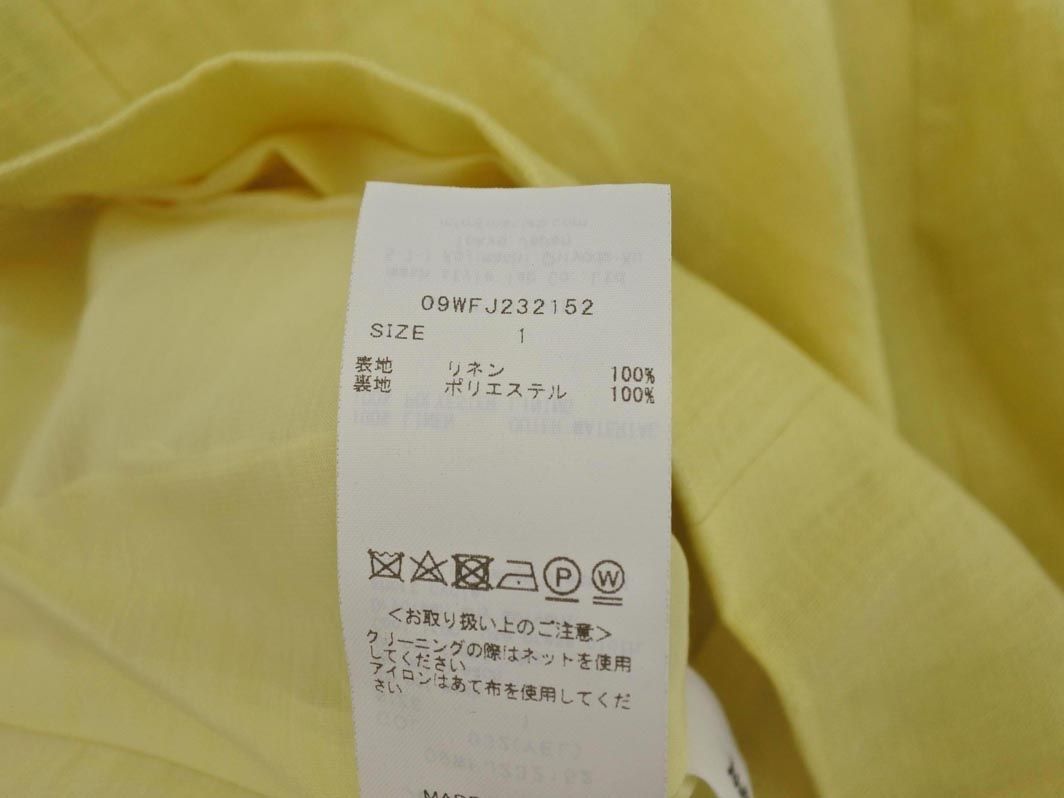 09WFJ232152
SIZE 1
表地 リネン 100%
裏地 ポリエステル 100%
P W
<お取り扱い上のご注意>
クリーニングの際はネットを使用
してください
アイロンはあて布を使用してくだ
さい